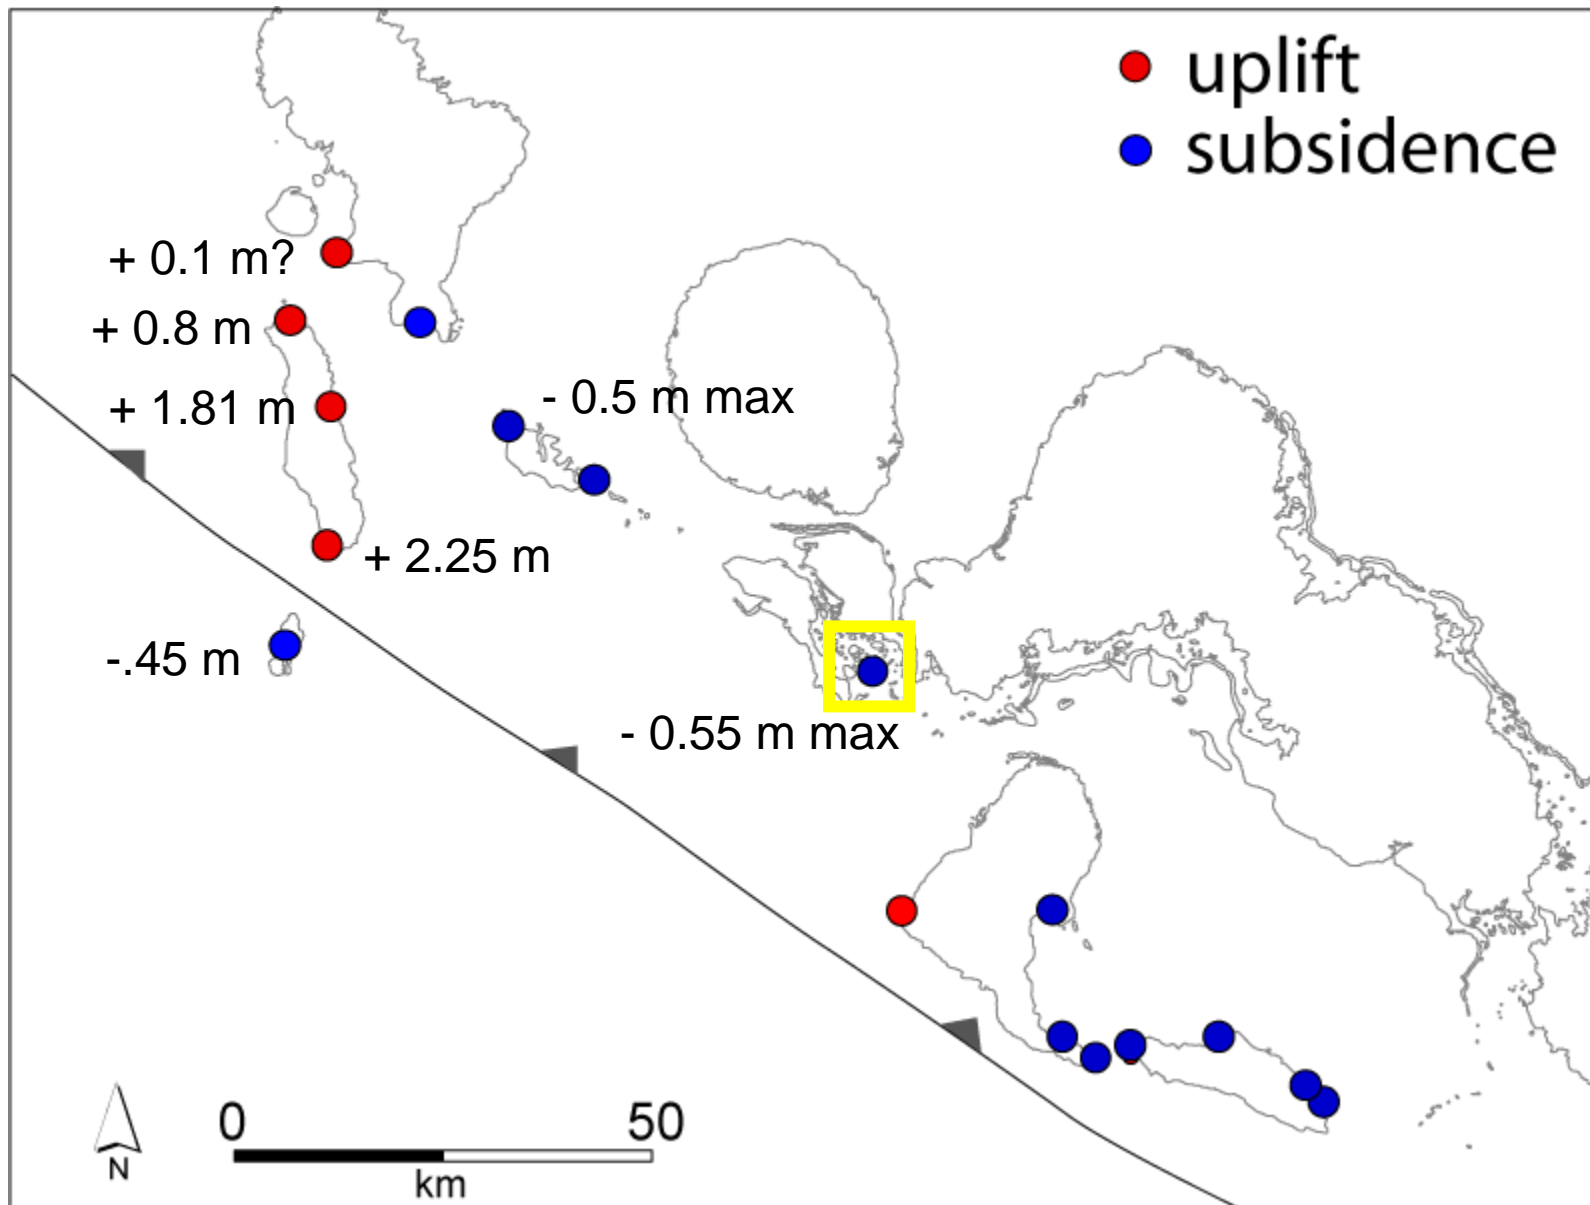 uplift
subsidence
+ 0.1 m?
+ 0.8 m
- 0.5 m max
+ 1.81 m
+ 2.25 m
-.45 m
- 0.55 m max
0 50
km
N